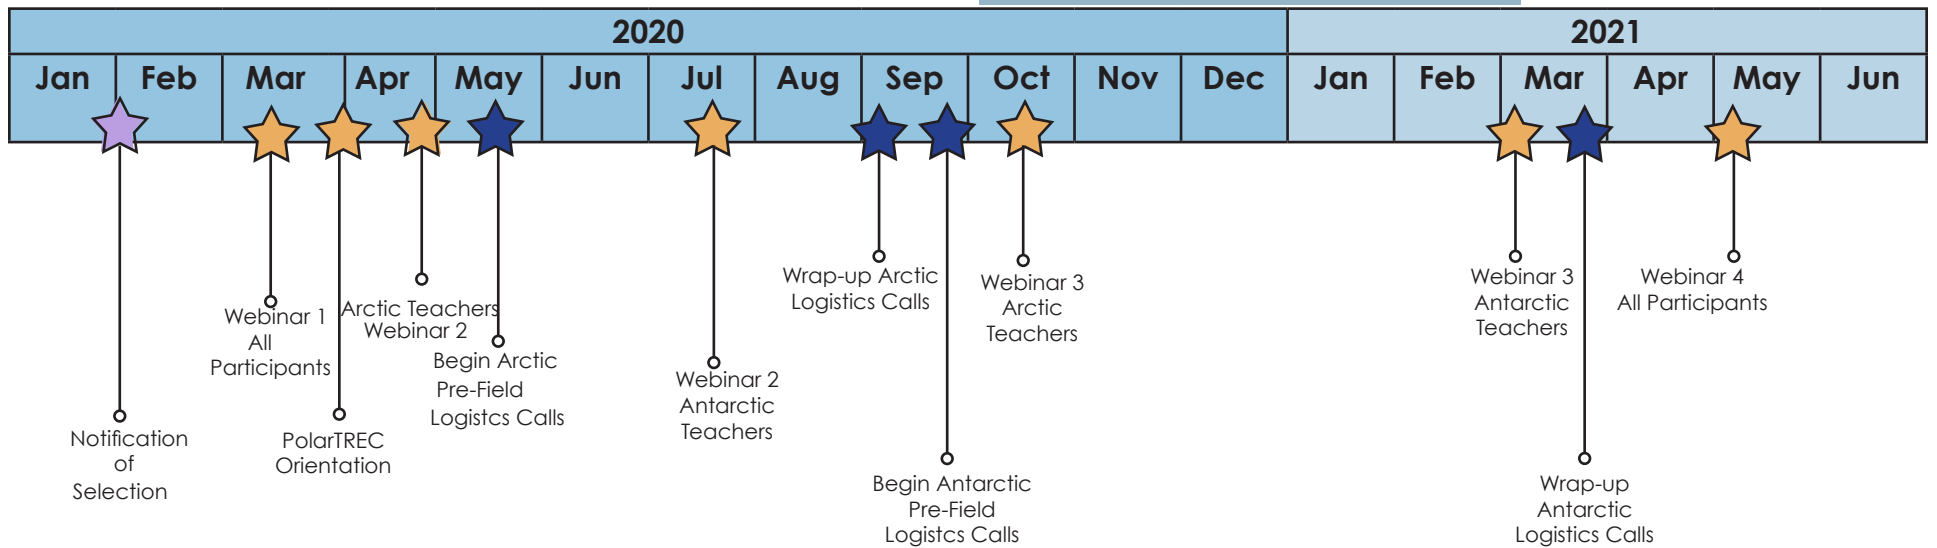 2020
2021
Jan
Feb
Mar
Apr
May
Jun
Jul
Aug
Sep
Oct
Nov
Dec
Jan
Feb
Mar
Apr
May
Jun
Notification
of
Selection
Webinar 1
All
Participants
PolarTREC
Orientation
Arctic Teachers
Webinar 2
Begin Arctic
Pre-Field
Logistcs Calls
Webinar 2
Antarctic
Teachers
Wrap-up Arctic
Logistics Calls
Begin Antarctic
Pre-Field
Logistcs Calls
Webinar 3
Arctic
Teachers
Webinar 3
Antarctic
Teachers
Wrap-up
Antarctic
Logistics Calls
Webinar 4
All Participants